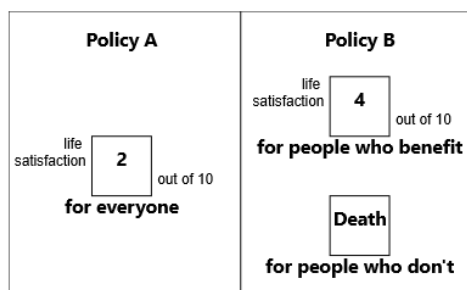 Policy A
life
satisfaction
2
out of 10
for everyone
Policy B
life
satisfaction
4
out of 10
for people who benefit
Death
for people who don't